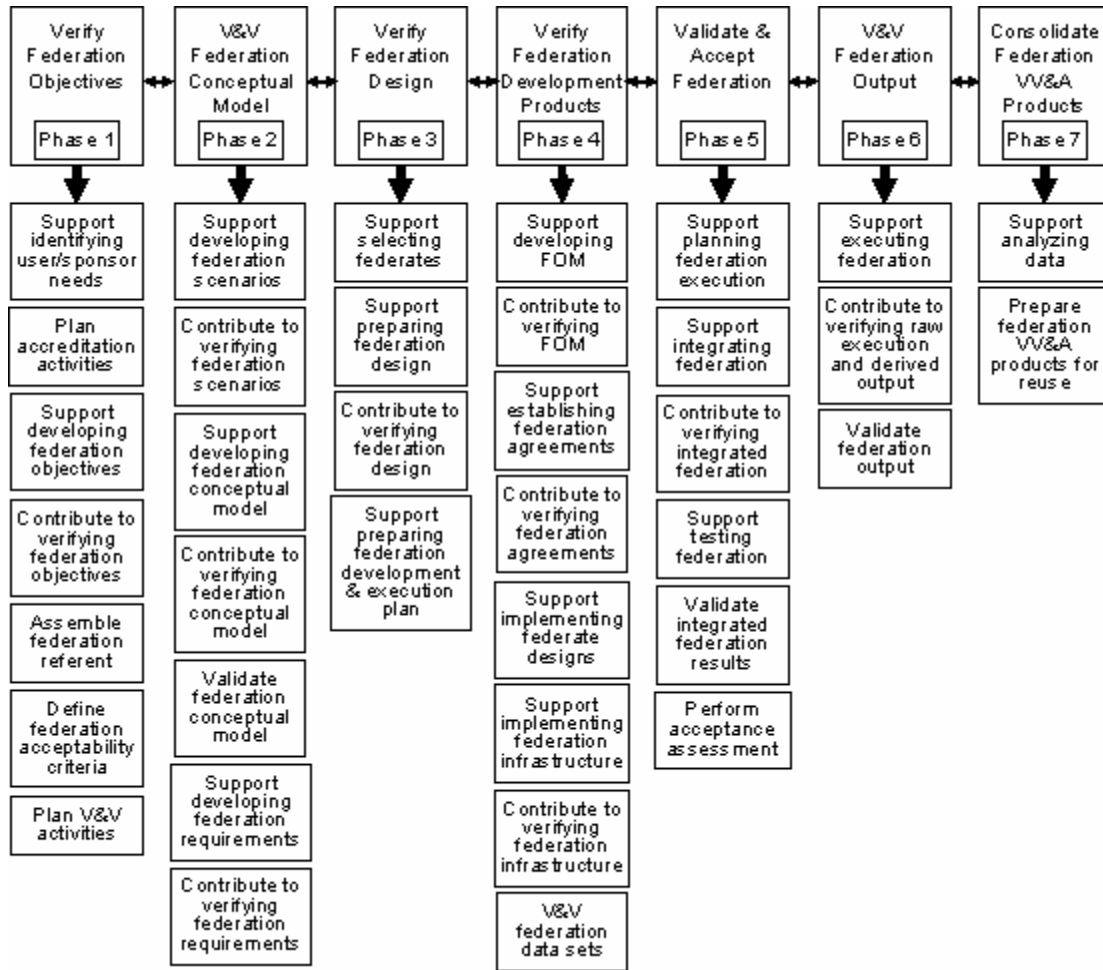 Verify
Federation
Objectives
Phase 1
V&V
Federation
Conceptual
Model
Phase 2
Verify
Federation
Design
Phase 3
Verify
Federation
Development
Products
Phase 4
Validate &
Accept
Federation
Phase 5
V&V
Federation
Output
Phase 6
Consolidate
Federation
VV&A
Products
Phase 7
Support
identifying
user/sponsor
needs
Plan
accreditation
activities
Support
developing
federation
objectives
Contribute to
verifying
federation
objectives
Assemble
federation
referent
Define
federation
acceptability
criteria
Plan V&V
activities
Support
developing
federation
scenarios
Contribute to
verifying
federation
scenarios
Support
developing
federation
conceptual
model
Contribute to
verifying
federation
conceptual
model
Validate
federation
conceptual
model
Support
developing
federation
requirements
Contribute to
verifying
federation
requirements
Support
selecting
federates
Support
preparing
federation
design
Contribute to
verifying
federation
design
Support
preparing
federation
development
& execution
plan
Support
developing
FOM
Contribute to
verifying
FOM
Support
establishing
federation
agreements
Contribute to
verifying
federation
agreements
Support
implementing
federate
designs
Support
implementing
federation
infrastructure
Contribute to
verifying
federation
infrastructure
V&V
federation
data sets
Support
planning
federation
execution
Support
integrating
federation
Contribute to
verifying
integrated
federation
Support
testing
federation
Validate
integrated
federation
results
Perform
acceptance
assessment
Support
executing
federation
Contribute to
verifying raw
execution
and derived
output
Validate
federation
output
Support
analyzing
data
Prepare
federation
VV&A
products for
reuse